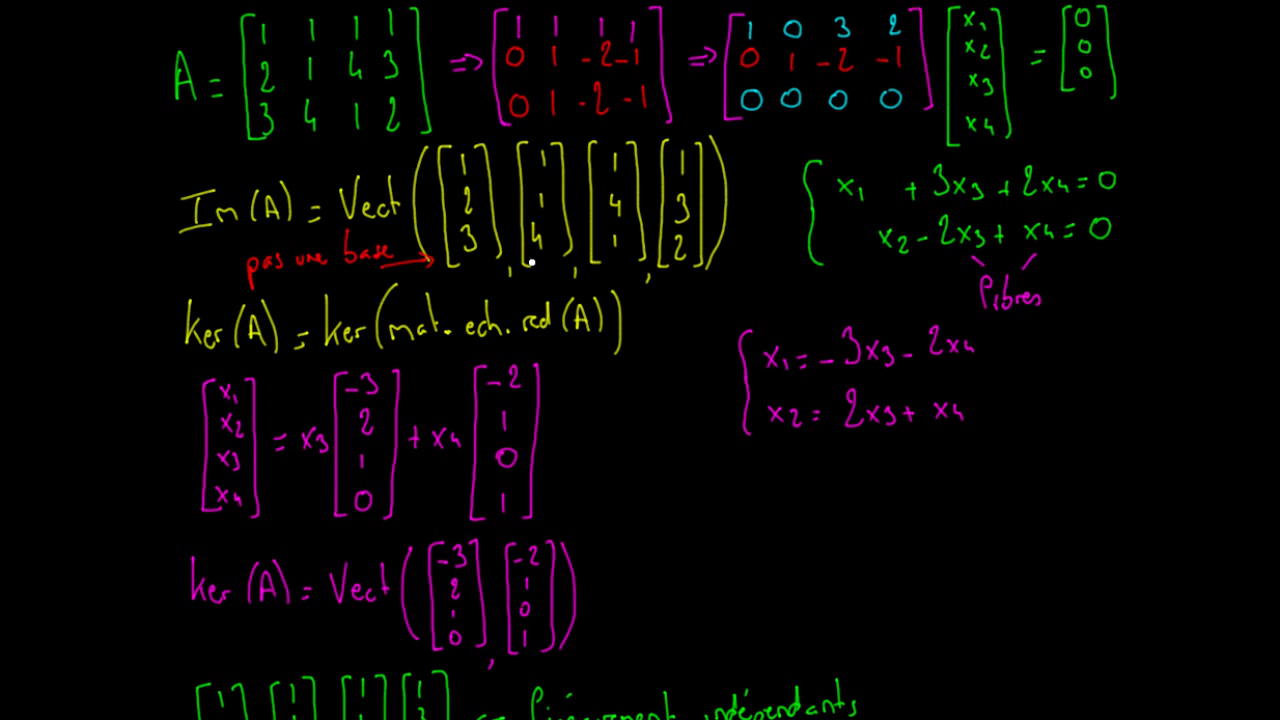 A = [1 1 1 1; 2 1 4 3; 3 4 1 2] => [1 1 1 1; 0 1 -2 -1; 0 1 -2 -1] => [1 0 3 2; 0 1 -2 -1; 0 0 0 0] [x1; x2; x3; x4] = [0; 0; 0]
Im(A) = Vect([1; 2; 3], [1; 1; 4], [1; 4; 1], [1; 3; 2])
pas une base
{ x1 + 3x3 + 2x4 = 0
x2 - 2x3 + x4 = 0
libres
ker(A) = ker(mat. ech. red(A))
{ x1 = -3x3 - 2x4
x2 = 2x3 + x4
[x1; x2; x3; x4] = x3 [-3; 2; 1; 0] + x4 [-2; 1; 0; 1]
ker(A) = Vect([-3; 2; 1; 0], [-2; 1; 0; 1])
linéairement indépendants